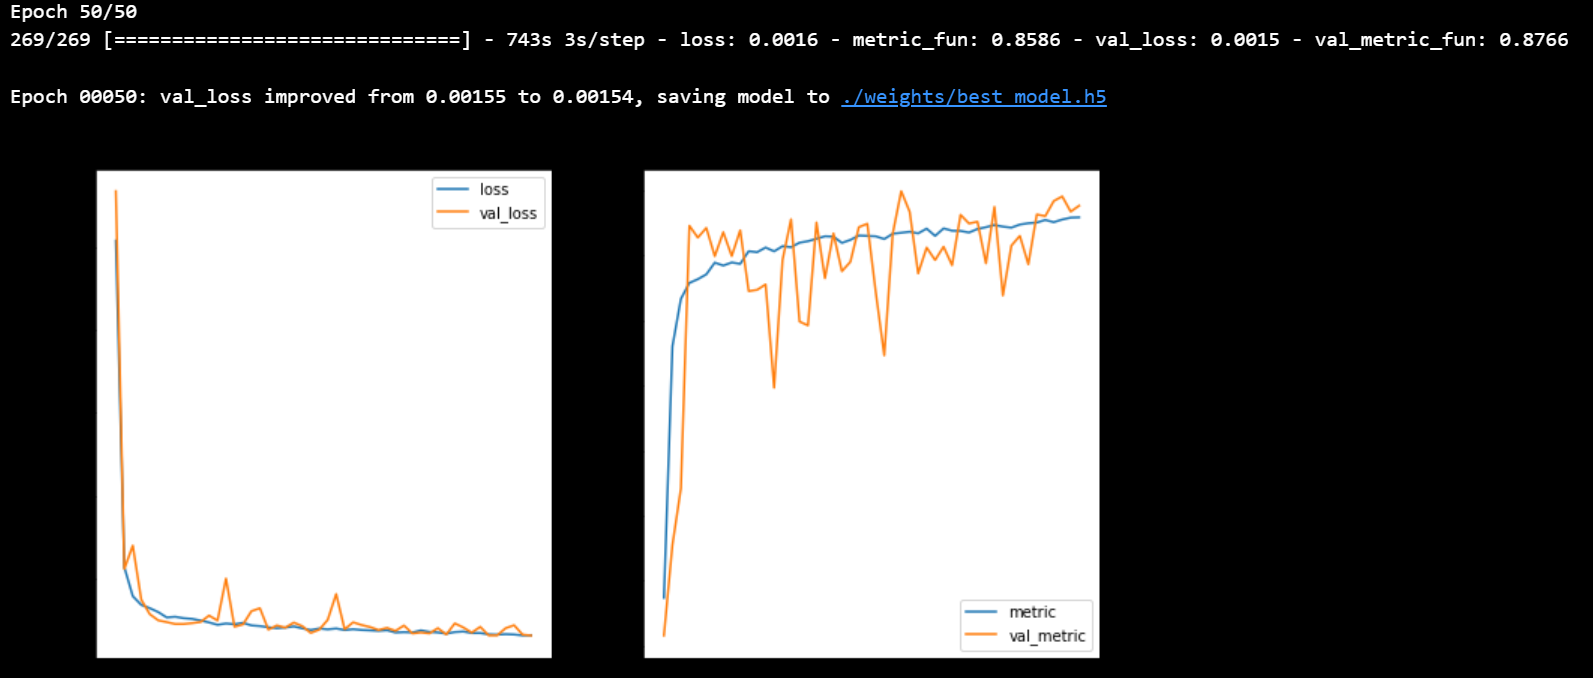 Epoch 50/50
269/269 [==============================] - 743s 3s/step - loss: 0.0016 - metric_fun: 0.8586 - val_loss: 0.0015 - val_metric_fun: 0.8766
Epoch 00050: val_loss improved from 0.00155 to 0.00154, saving model to ./weights/best_model.h5
loss
val_loss
metric
val_metric